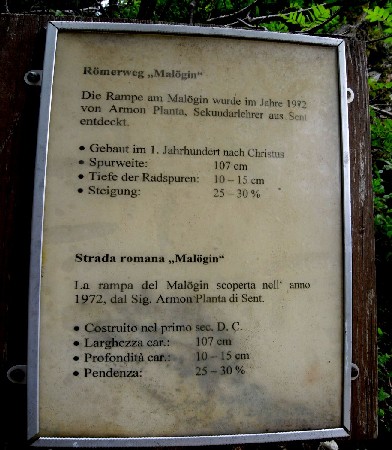 Römerweg „Malögin“
Die Rampe am Malögin wurde im Jahre 1972
von Armon Planta, Sekundarlehrer aus Sent
entdeckt.
• Gebaut im 1. Jahrhundert nach Christus
• Spurweite: 107 cm
• Tiefe der Radspuren: 10 – 15 cm
• Steigung: 25 – 30 %
Strada romana „Malögin“
La rampa del Malögin scoperta nell' anno
1972, dal Sig. Armon Planta di Sent.
• Costruito nel primo sec. D. C.
• Larghezza car.: 107 cm
• Profondità car.: 10 – 15 cm
• Pendenza: 25 – 30 %